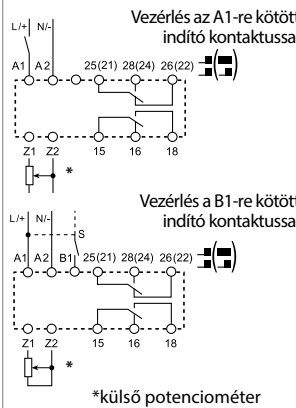 Vezérlés az A1-re kötött
indító kontaktussal
L/+ N/-
A1 A2 25(21) 28(24) 26(22)
Z1 Z2 15 16 18
*
Vezérlés a B1-re kötött
indító kontaktussal
L/+ N/-
S
A1 A2 B1 25(21) 28(24) 26(22)
Z1 Z2 15 16 18
*
*külső potenciométer